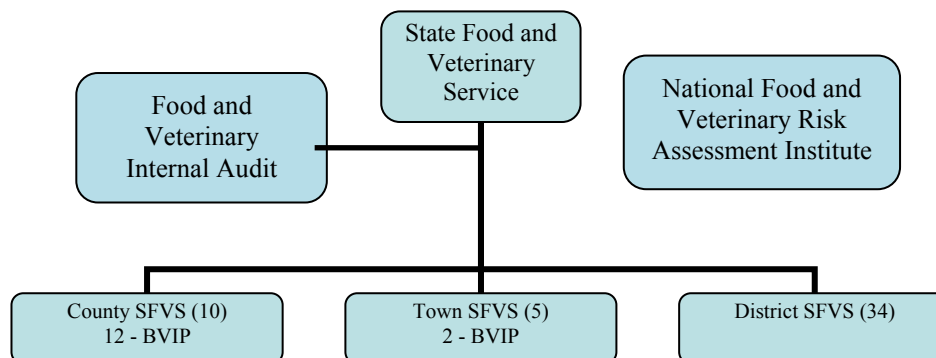 State Food and
Veterinary
Service
Food and
Veterinary
Internal Audit
National Food and
Veterinary Risk
Assessment Institute
County SFVS (10)
12 - BVIP
Town SFVS (5)
2 - BVIP
District SFVS (34)